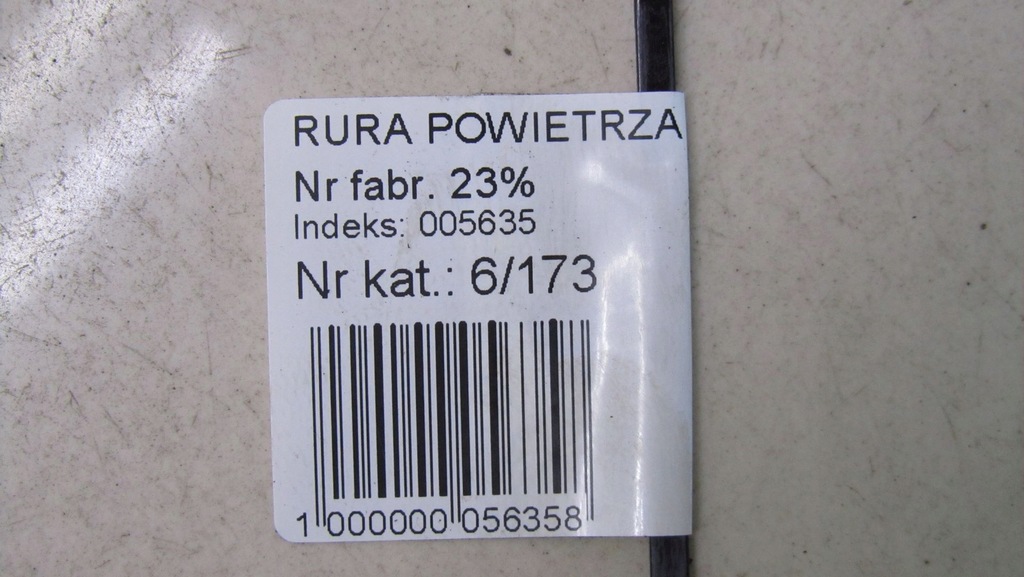 RURA POWIETRZA
Nr fabr. 23%
Indeks: 005635
Nr kat.: 6/173
1 000000 056358